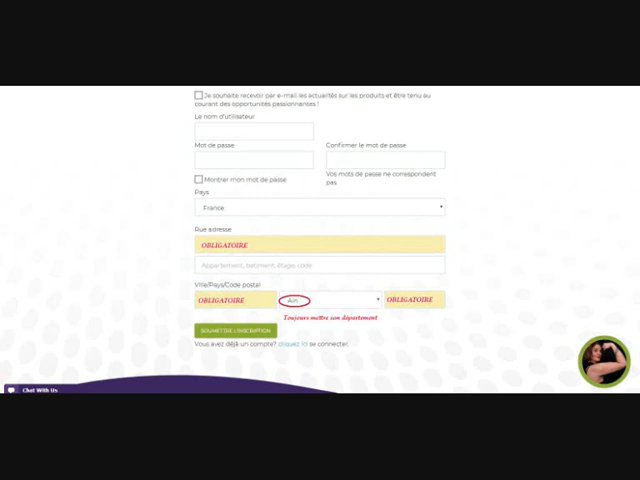 Je souhaite recevoir par e-mail les actualités sur les produits et être tenu au
courant des opportunités passionnantes !
Le nom d'utilisateur
Mot de passe
Confirmer le mot de passe
Montrer mon mot de passe
Vos mots de passe ne correspondent
pas
Pays
France
Rue adresse
OBLIGATOIRE
Appartement, batiment, étage, code
Ville/Pays/Code postal
OBLIGATOIRE
Ain
OBLIGATOIRE
Toujours mettre son département
SOUMETTRE L'INSCRIPTION
Vous avez déjà un compte? cliquez ici se connecter
Chat With Us